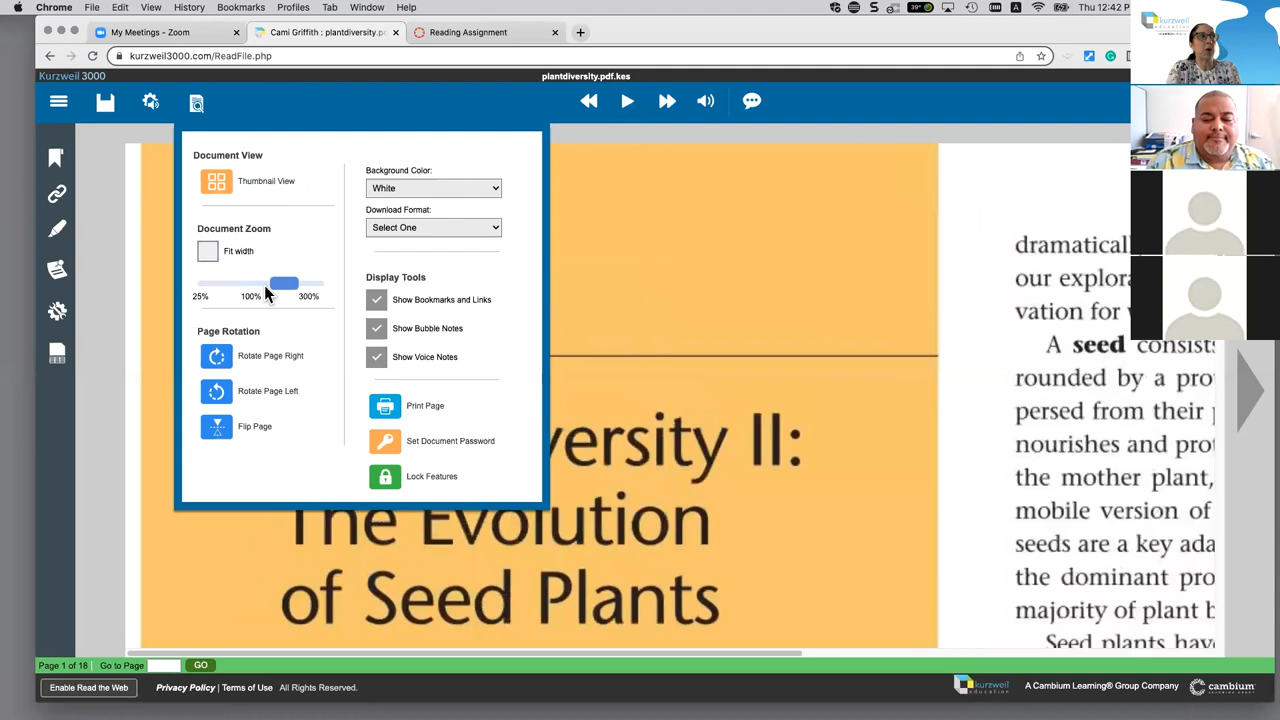 Chrome File Edit View History Bookmarks Profiles Tab Window Help 39° Thu 12:42 P
My Meetings - Zoom Cami Griffith : plantdiversity.p Reading Assignment
kurzweil3000.com/ReadFile.php
Kurzweil 3000 plantdiversity.pdf.kes
kurzweil
Document View
Thumbnail View
Document Zoom
Fit width
25% 100% 300%
Page Rotation
Rotate Page Right
Rotate Page Left
Flip Page
Background Color:
White
Download Format:
Select One
Display Tools
Show Bookmarks and Links
Show Bubble Notes
Show Voice Notes
Print Page
Set Document Password
Lock Features
ersity II:
The Evolution
of Seed Plants
dramatically
our explora
vation for w
A seed consists
rounded by a pro
persed from their p
nourishes and prot
the mother plant,
mobile version of
seeds are a key ada
the dominant pro
majority of plant b
Seed plants hav
Page 1 of 18 Go to Page GO
Enable Read the Web Privacy Policy | Terms of Use All Rights Reserved. kurzweil education A Cambium Learning® Group Company cambium